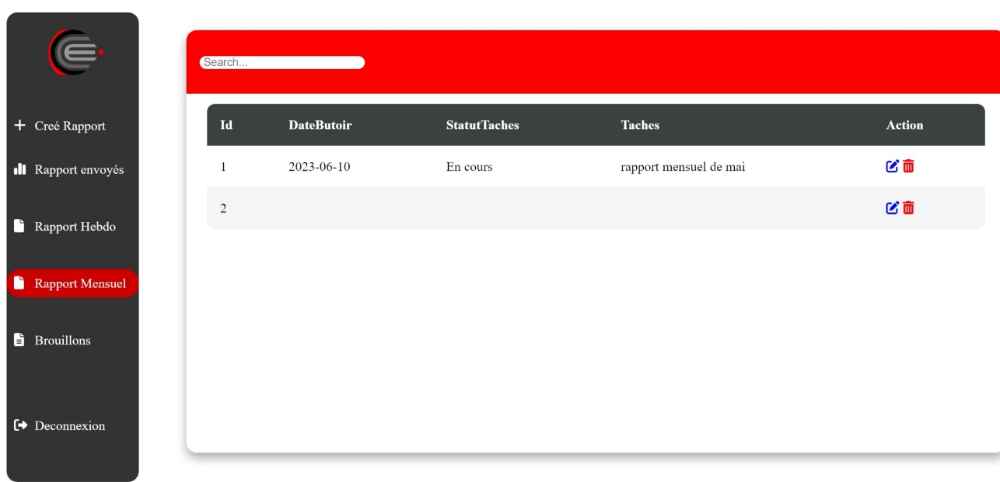 Creé Rapport
Rapport envoyés
Rapport Hebdo
Rapport Mensuel
Brouillons
Deconnexion
Search...
Id DateButoir StatutTaches Taches Action
1 2023-06-10 En cours rapport mensuel de mai
2